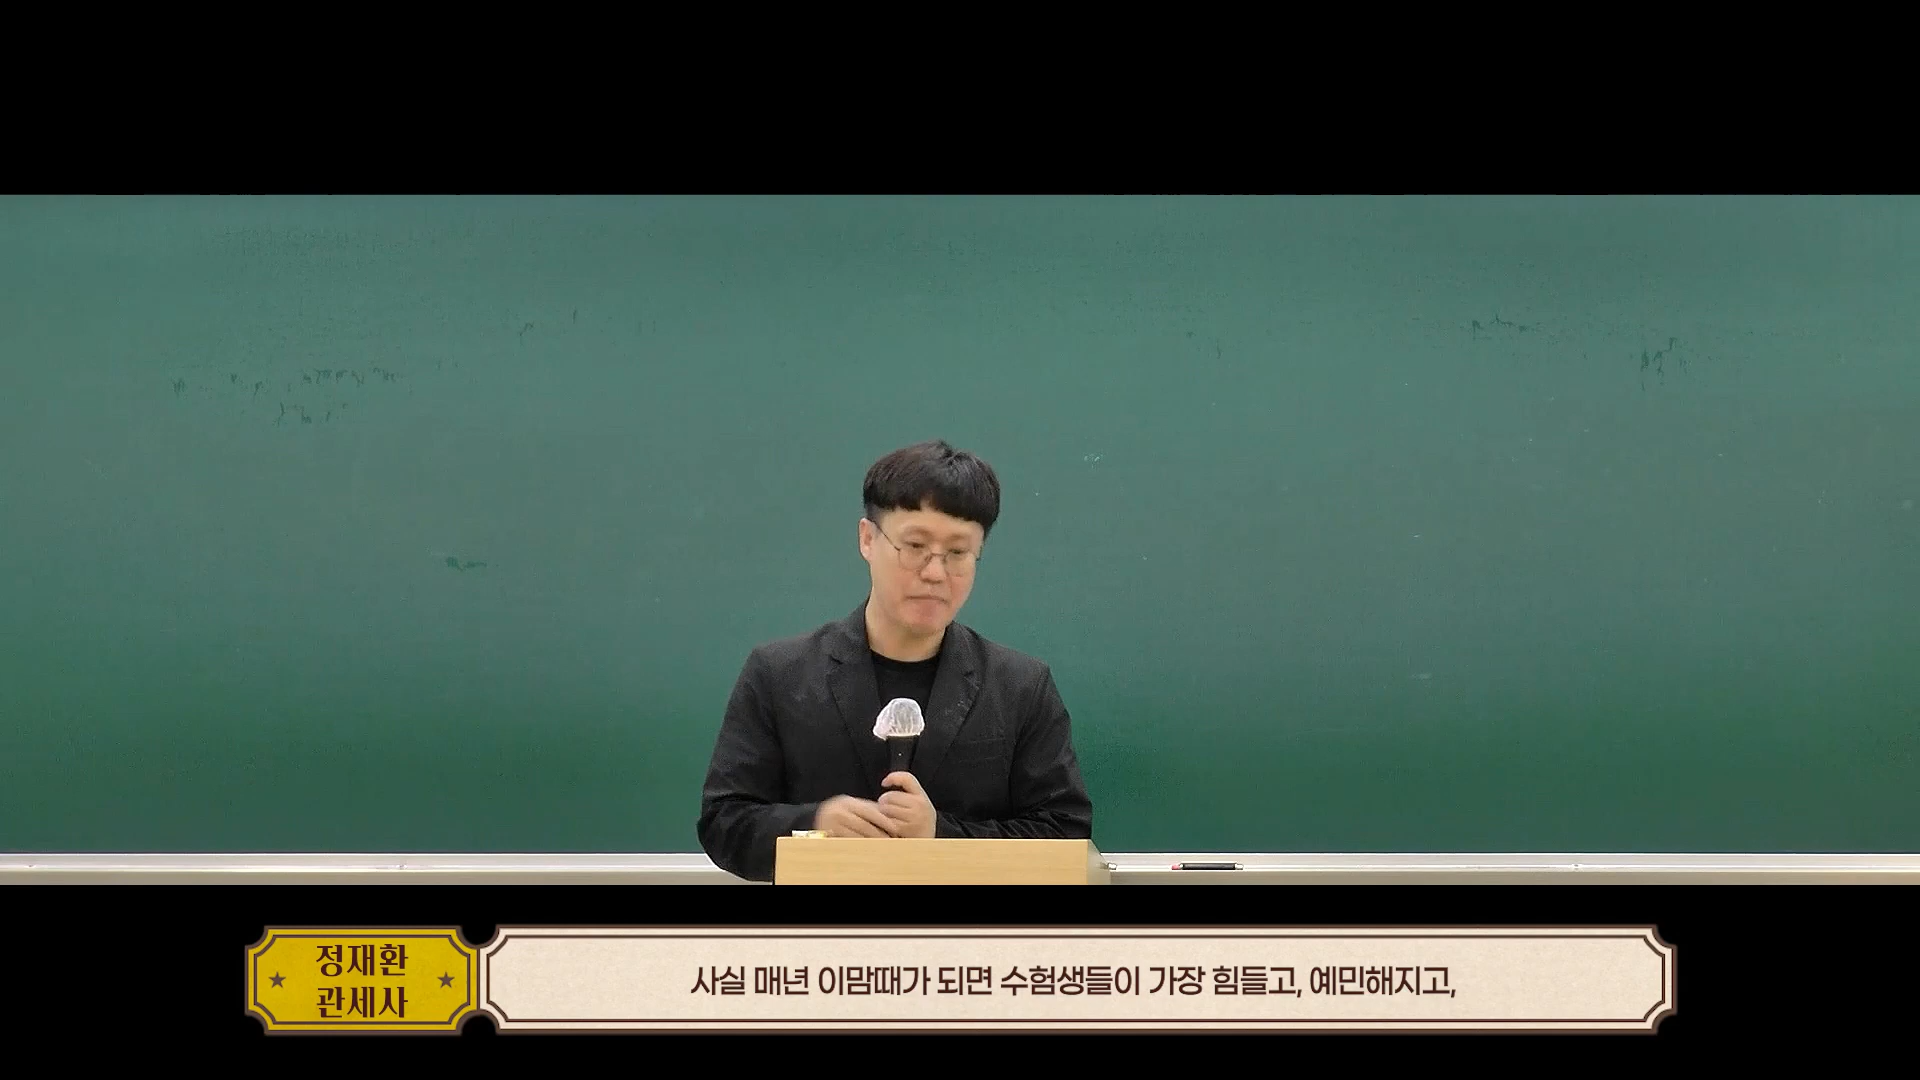 정재환
관세사
사실 매년 이맘때가 되면 수험생들이 가장 힘들고, 예민해지고,